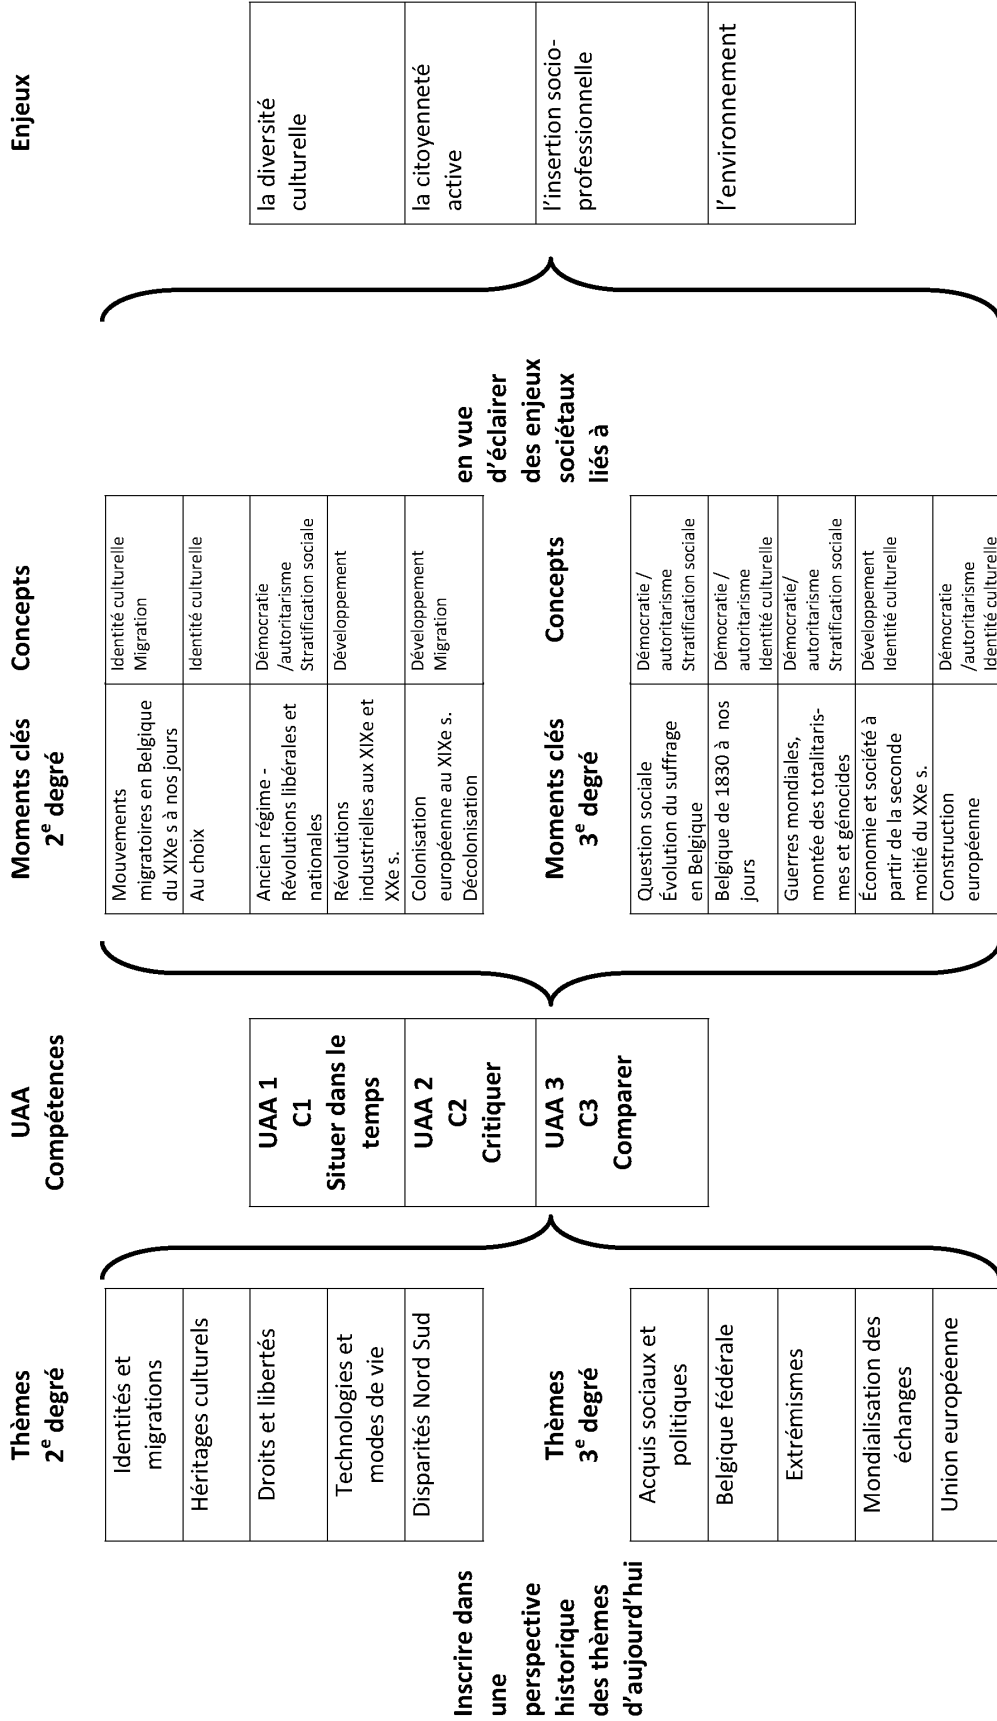 Inscrire dans
une
perspective
historique
des thèmes
d'aujourd'hui
Thèmes
2e degré
Identités et
migrations
Héritages culturels
Droits et libertés
Technologies et
modes de vie
Disparités Nord Sud
Thèmes
3e degré
Acquis sociaux et
politiques
Belgique fédérale
Extrémismes
Mondialisation des
échanges
Union européenne
UAA
Compétences
UAA 1
C1
Situer dans le
temps
UAA 2
C2
Critiquer
UAA 3
C3
Comparer
Moments clés
2e degré
Concepts
Mouvements
migratoires en Belgique
du XIXe s à nos jours
Identité culturelle
Migration
Au choix
Identité culturelle
Ancien régime -
Révolutions libérales et
nationales
Démocratie
/autoritarisme
Stratification sociale
Révolutions
industrielles aux XIXe et
XXe s.
Développement
Colonisation
européenne au XIXe s.
Décolonisation
Développement
Migration
Moments clés
3e degré
Concepts
Question sociale
Évolution du suffrage
en Belgique
Démocratie /
autoritarisme
Stratification sociale
Belgique de 1830 à nos
jours
Démocratie /
autoritarisme
Identité culturelle
Guerres mondiales,
montée des totalitaris-
mes et génocides
Démocratie/
autoritarisme
Stratification sociale
Économie et société à
partir de la seconde
moitié du XXe s.
Développement
Identité culturelle
Construction
européenne
Démocratie
/autoritarisme
Identité culturelle
en vue
d'éclairer
des enjeux
sociétaux
liés à
Enjeux
la diversité
culturelle
la citoyenneté
active
l'insertion socio-
professionnelle
l'environnement